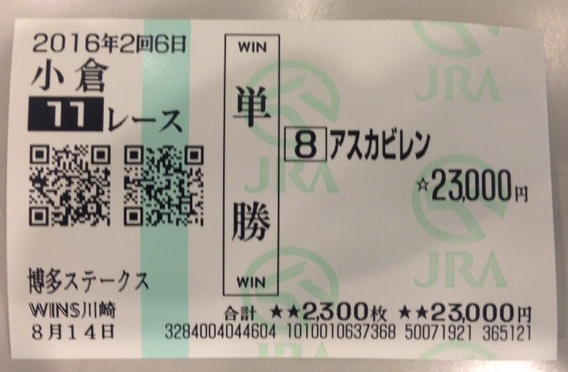 2016年2回6日
小倉
11レース
博多ステークス
WINS川崎
8月14日
WIN
単勝
WIN
8 アスカビレン
☆23,000円
合計 ★★2,300枚 ★★23,000円
3284004044604 1010010637368 50071921 365121
JRA
JRA
JRA
JRA